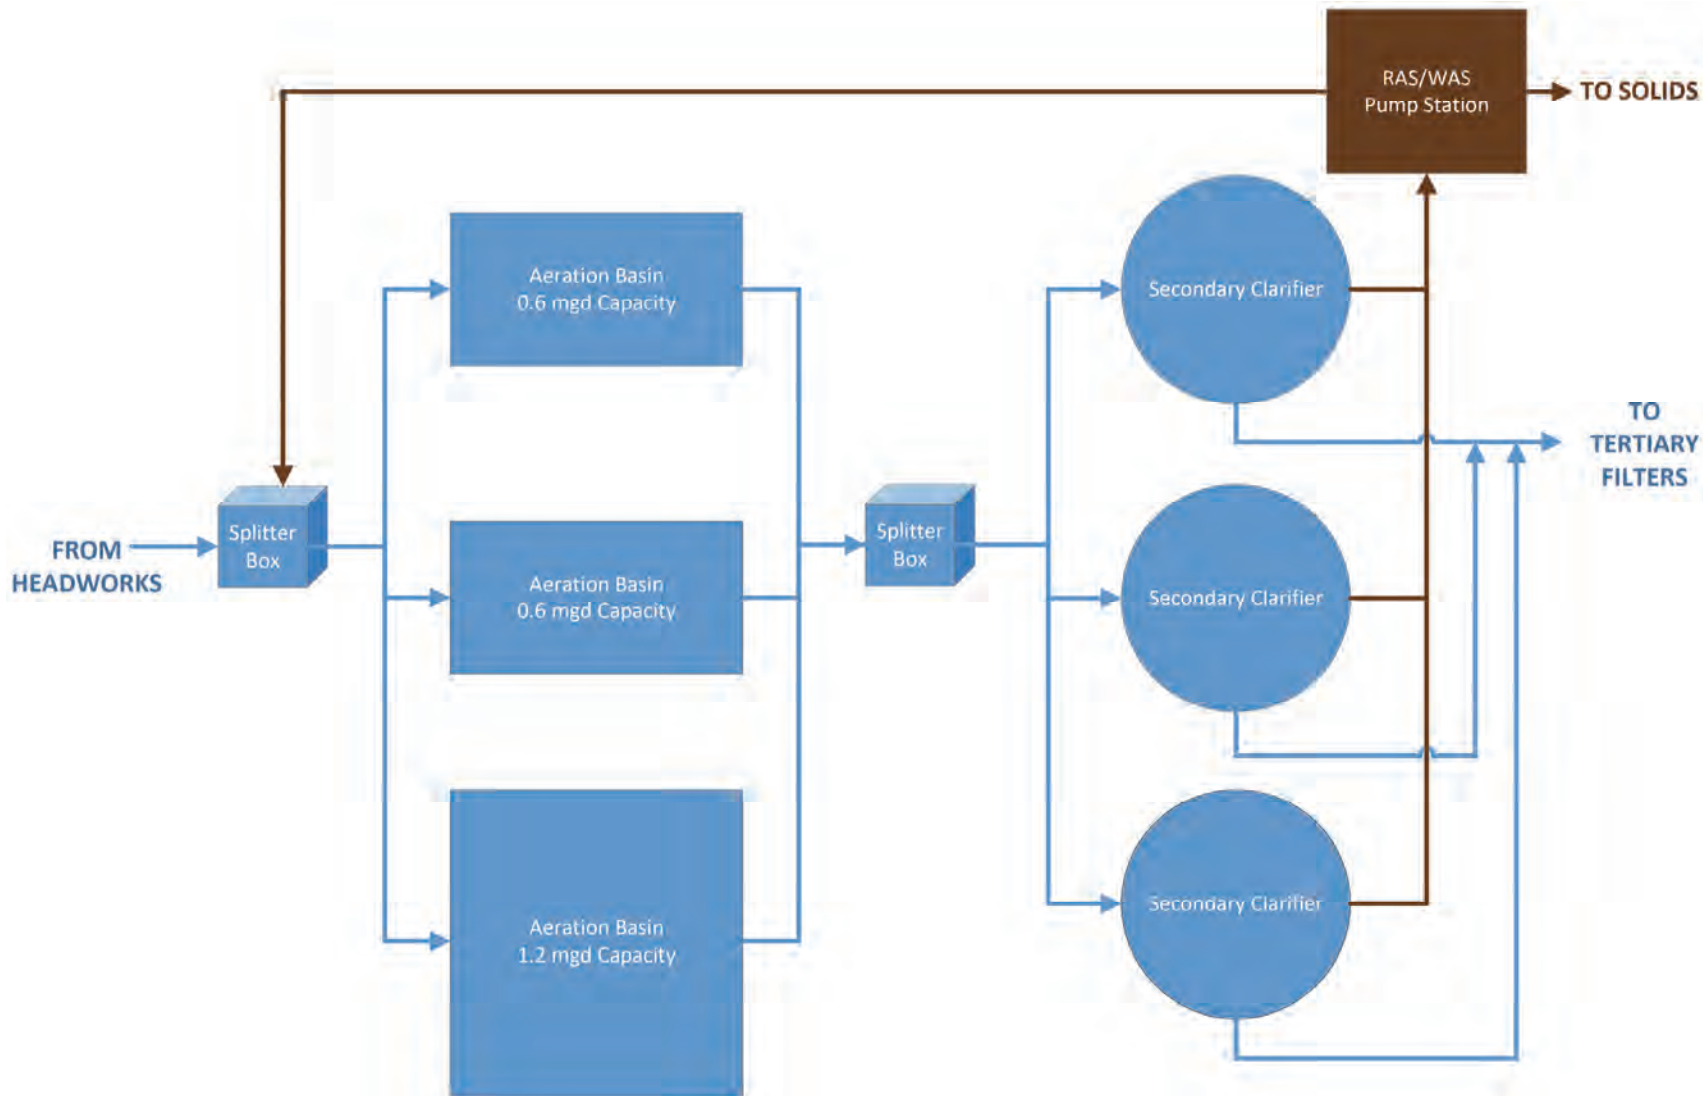 RAS/WAS
Pump Station
TO SOLIDS
Aeration Basin
0.6 mgd Capacity
Secondary Clarifier
TO
TERTIARY
FILTERS
FROM
HEADWORKS
Splitter
Box
Aeration Basin
0.6 mgd Capacity
Splitter
Box
Secondary Clarifier
Aeration Basin
1.2 mgd Capacity
Secondary Clarifier